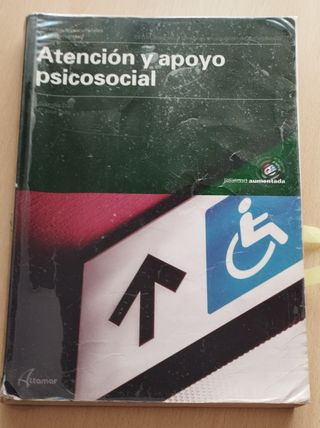 Atención y apoyo
psicosocial
aumentada
Altamar